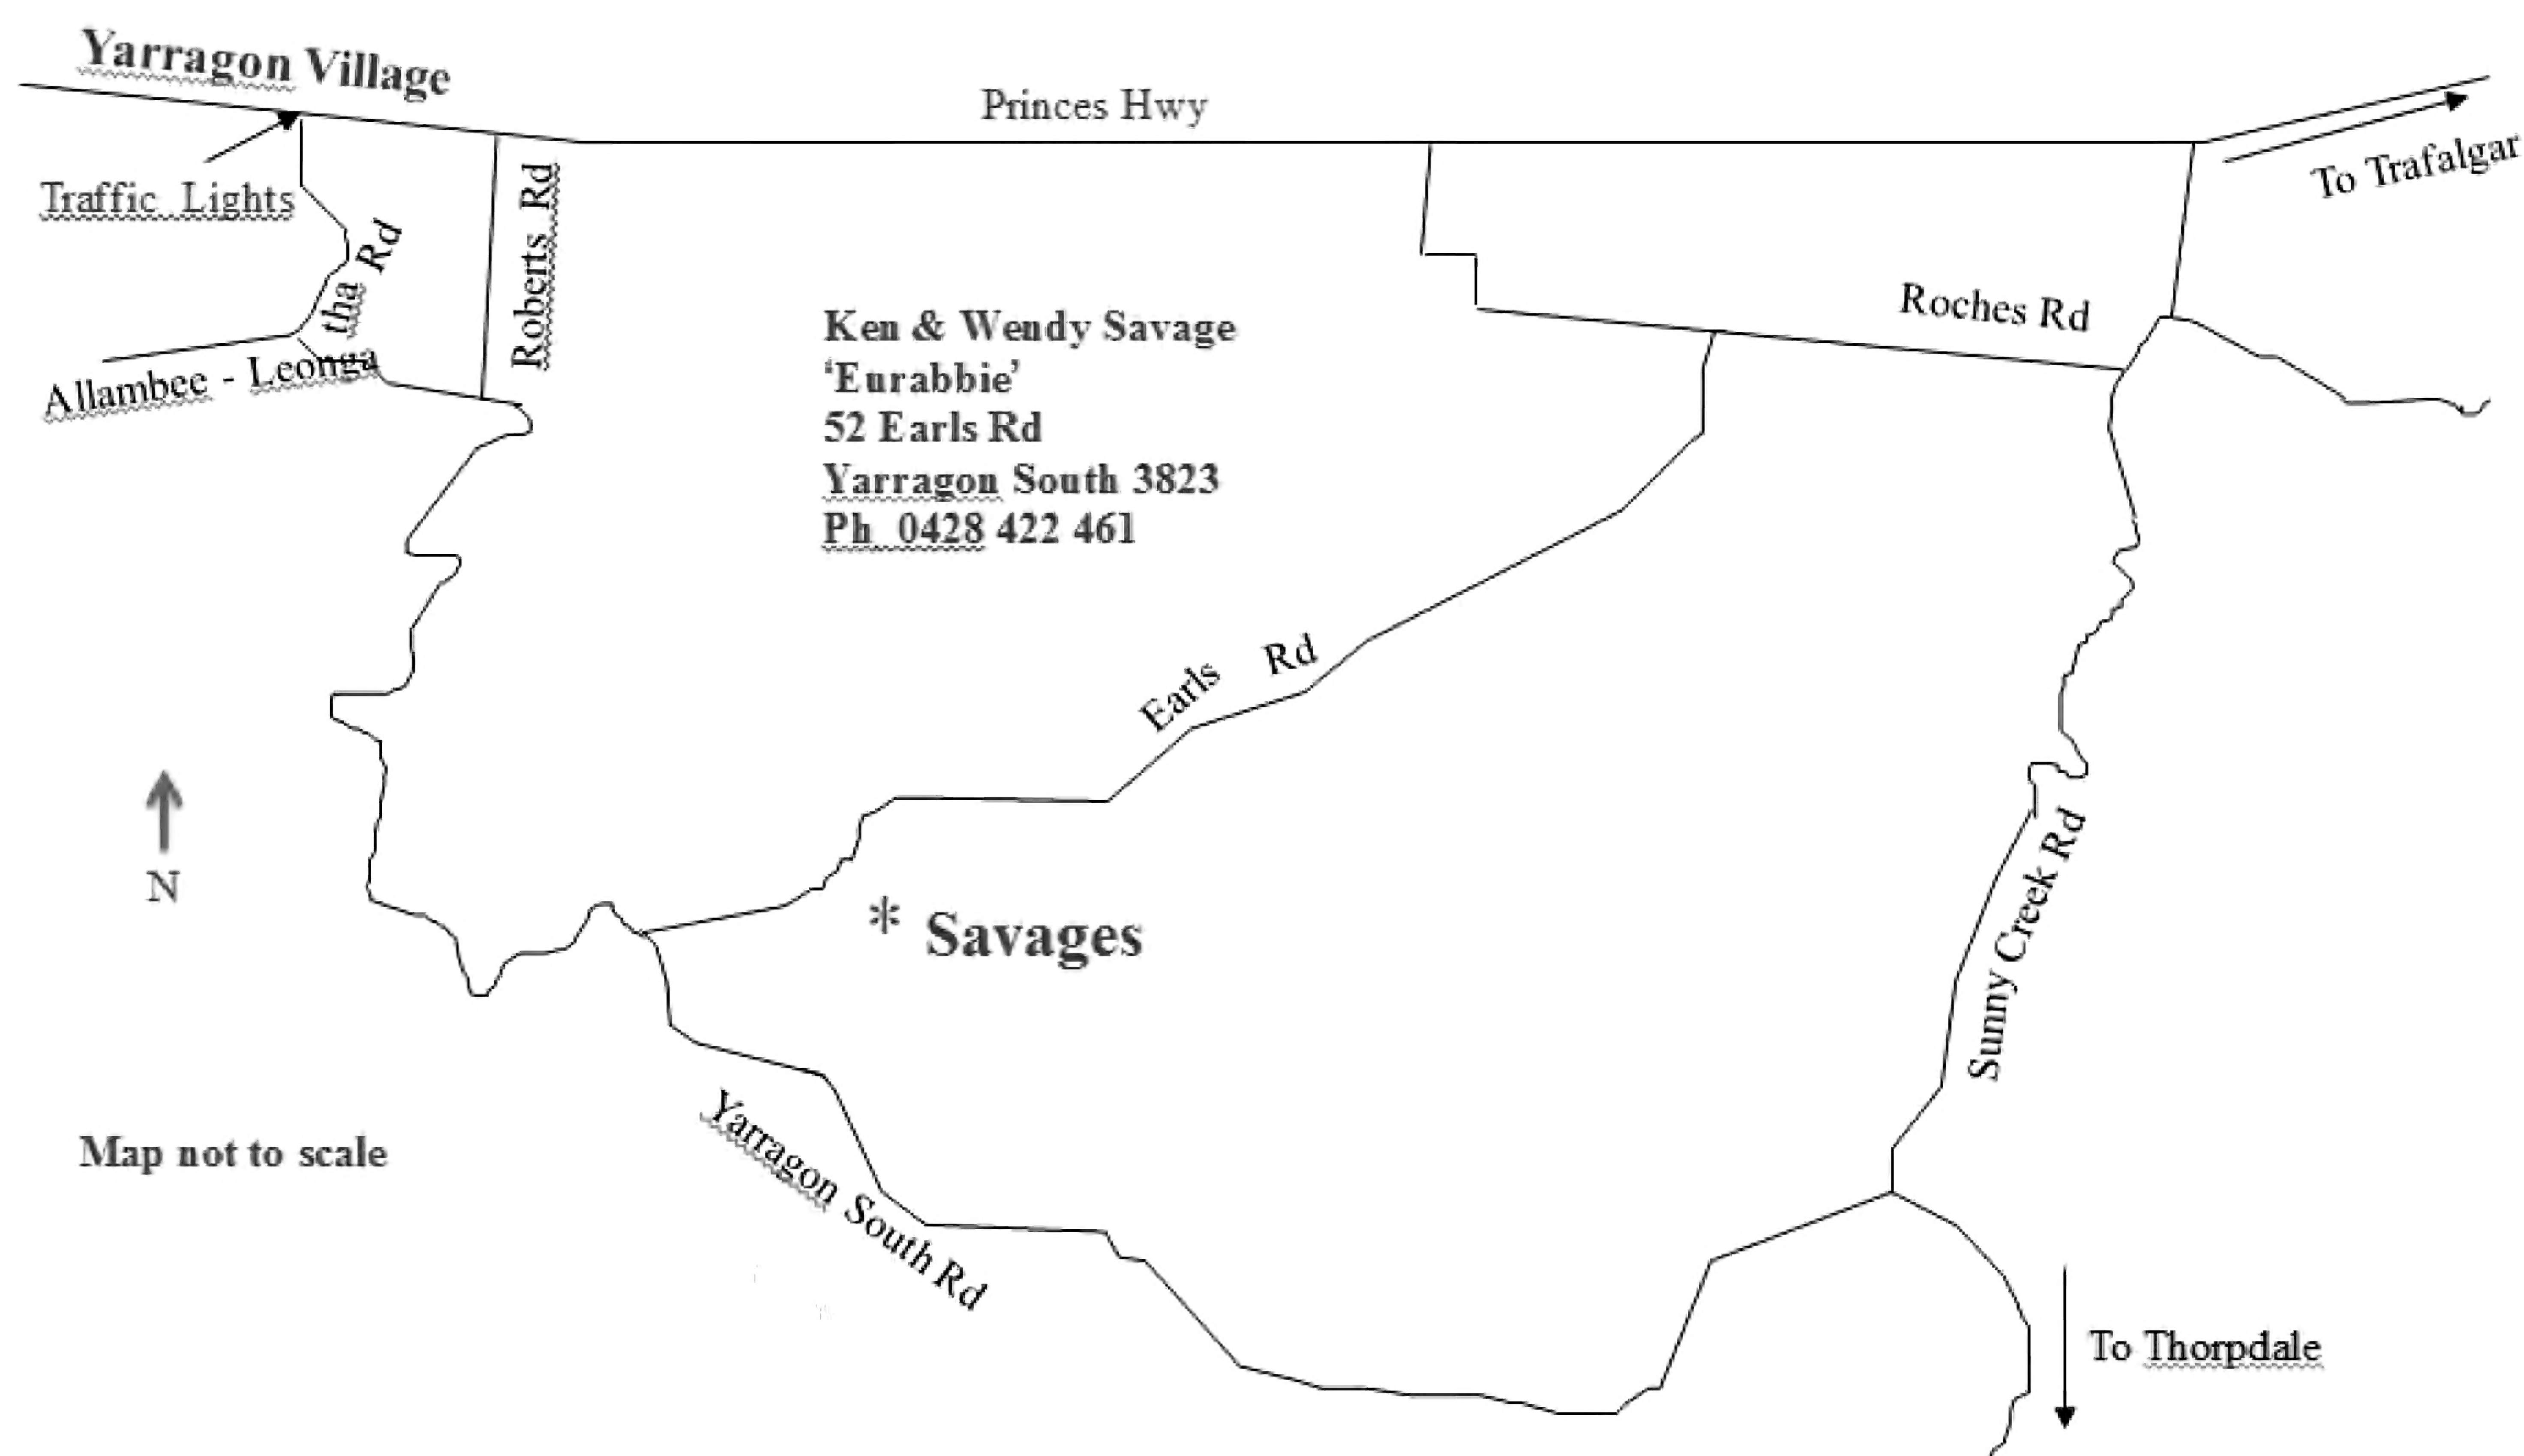 Yarragon Village
Princes Hwy
To Trafalgar
Traffic Lights
Roberts Rd
Allambee - Leonga
tha Rd
Roches Rd
Ken & Wendy Savage
‘Eurabbie’
52 Earls Rd
Yarragon South 3823
Ph 0428 422 461
Earls Rd
N
* Savages
Sunny Creek Rd
Yarragon South Rd
Map not to scale
To Thorpdale